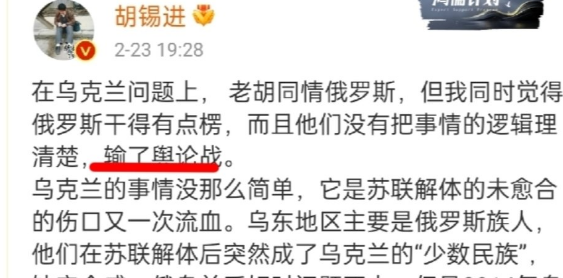 胡锡进
2-23 19:28
在乌克兰问题上，老胡同情俄罗斯，但我同时觉得
俄罗斯干得有点楞，而且他们没有把事情的逻辑理
清楚，输了舆论战。
乌克兰的事情没那么简单，它是苏联解体的未愈合
的伤口又一次流血。乌东地区主要是俄罗斯族人，
他们在苏联解体后突然成了乌克兰的“少数民族”，